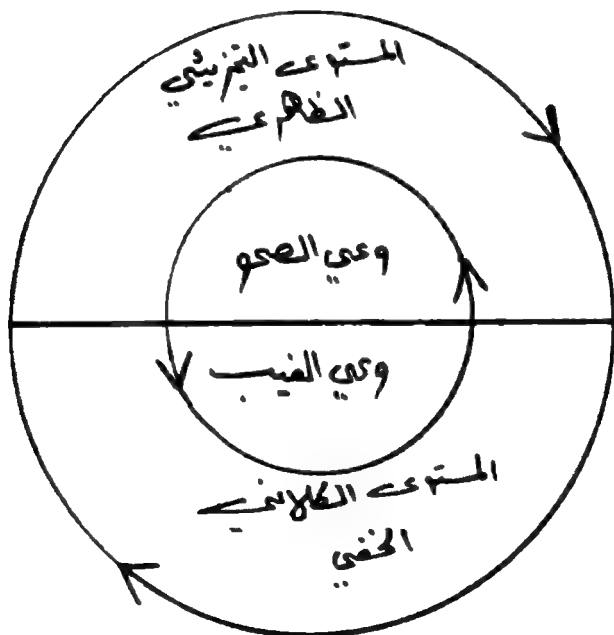 المستوى التجزيئي
الظاهري
وعي الصحو
وعي الغيب
المستوى الكلاني
الخفي